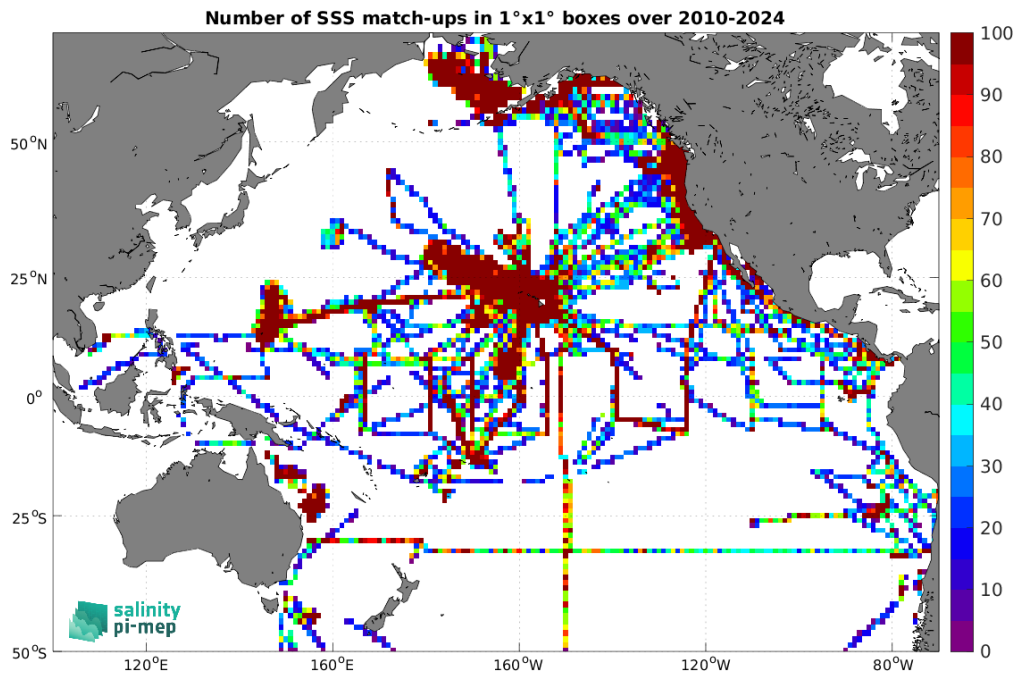 Number of SSS match-ups in 1°x1° boxes over 2010-2024
100
90
80
70
60
50
40
30
20
10
0
50°N
25°N
0°
25°S
50°S
120°E
160°E
160°W
120°W
80°W
salinity
pi-mep